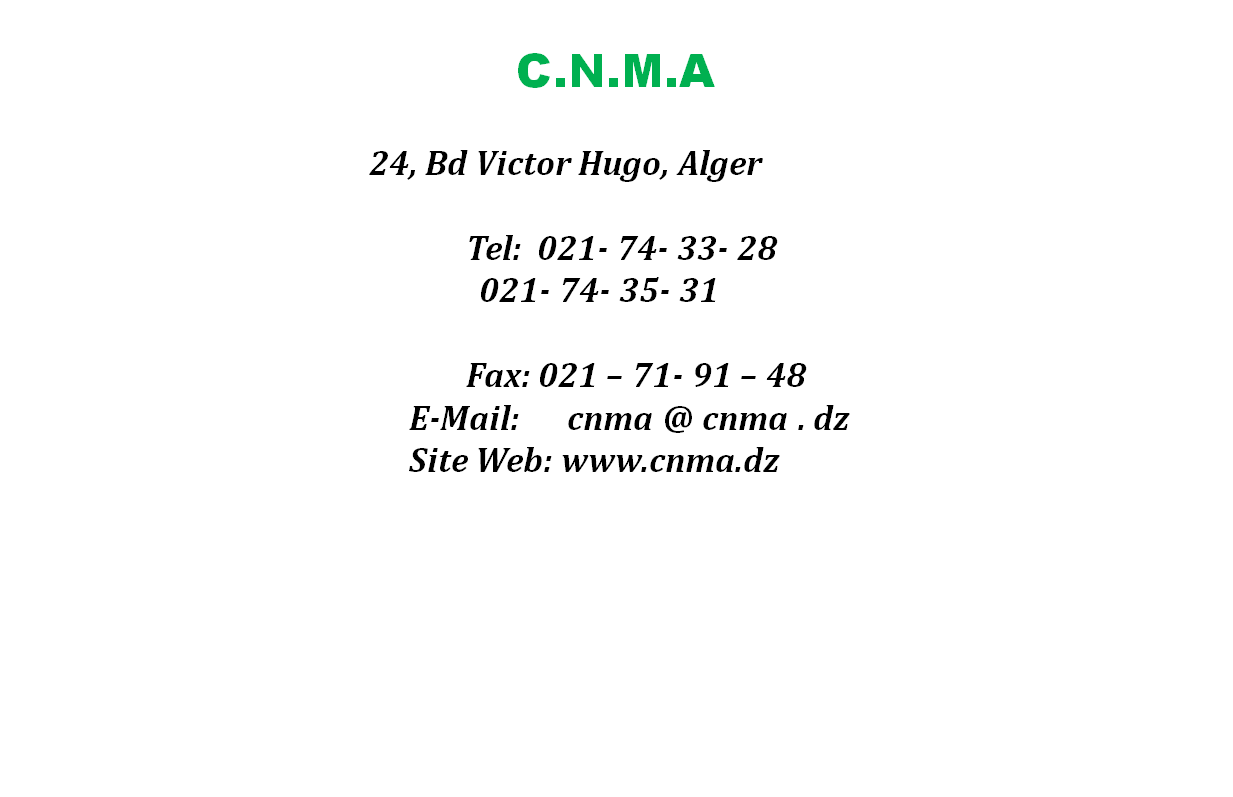 C.N.M.A
24, Bd Victor Hugo, Alger
Tel: 021- 74- 33- 28
021- 74- 35- 31
Fax: 021 – 71- 91 – 48
E-Mail: cnma @ cnma . dz
Site Web: www.cnma.dz